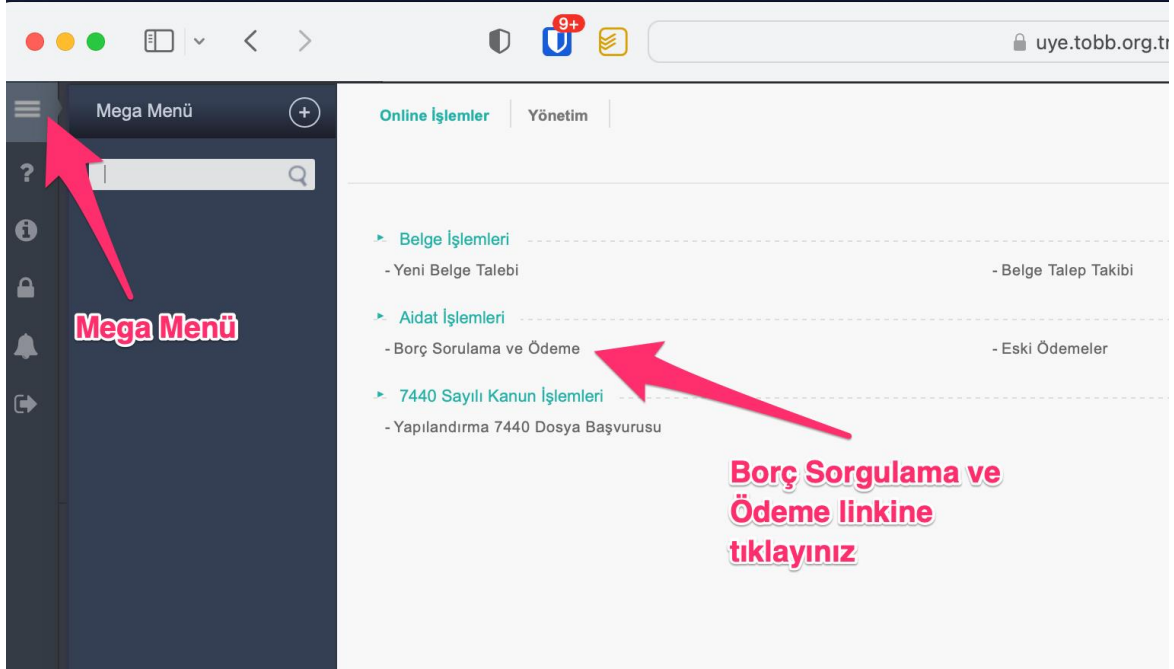 9+
uye.tobb.org.tr
Mega Menü
Online İşlemler
Yönetim
Belge İşlemleri
- Yeni Belge Talebi
- Belge Talep Takibi
Aidat İşlemleri
- Borç Sorulama ve Ödeme
- Eski Ödemeler
7440 Sayılı Kanun İşlemleri
- Yapılandırma 7440 Dosya Başvurusu
Mega Menü
Borç Sorgulama ve
Ödeme linkine
tıklayınız